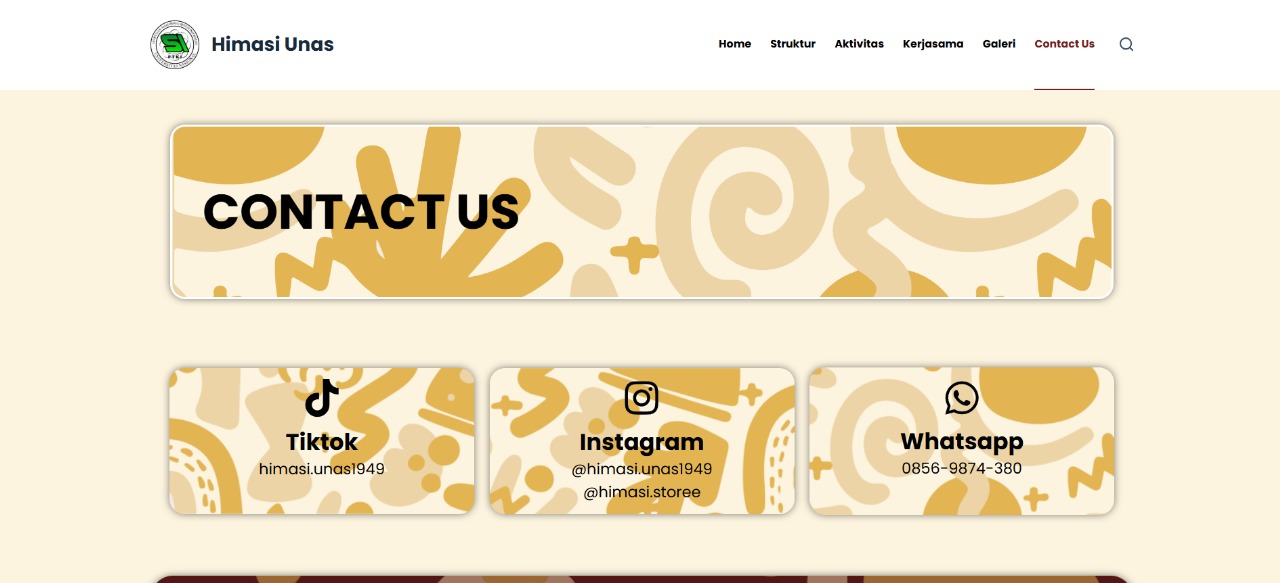 Himasi Unas
Home Struktur Aktivitas Kerjasama Galeri Contact Us
CONTACT US
Tiktok
himasi.unas1949
Instagram
@himasi.unas1949
@himasi.storee
Whatsapp
0856-9874-380